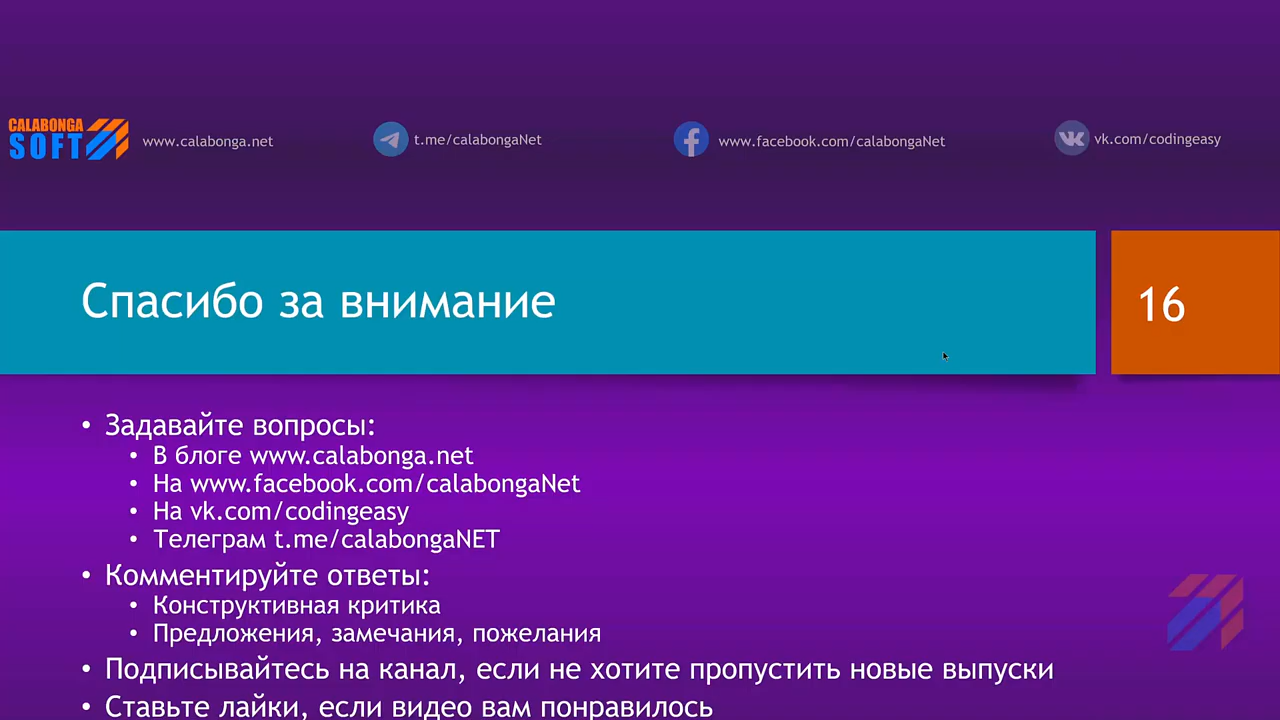 CALABONGA
SOFT
www.calabonga.net
t.me/calabongaNet
www.facebook.com/calabongaNet
vk.com/codingeasy
Спасибо за внимание
16
• Задавайте вопросы:
• В блоге www.calabonga.net
• На www.facebook.com/calabongaNet
• На vk.com/codingeasy
• Телеграм t.me/calabongaNET
• Комментируйте ответы:
• Конструктивная критика
• Предложения, замечания, пожелания
• Подписывайтесь на канал, если не хотите пропустить новые выпуски
• Ставьте лайки, если видео вам понравилось